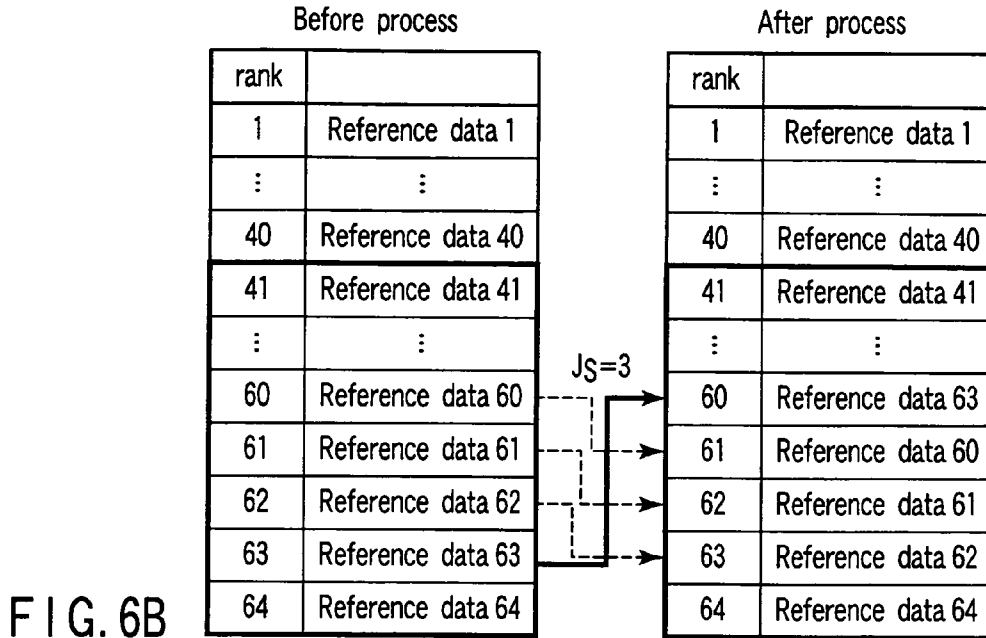 Before process After process
rank rank
1 Reference data 1 1 Reference data 1
⋮ ⋮ ⋮ ⋮
40 Reference data 40 40 Reference data 40
41 Reference data 41 41 Reference data 41
⋮ ⋮ ⋮ ⋮
JS=3
60 Reference data 60 60 Reference data 63
61 Reference data 61 61 Reference data 60
62 Reference data 62 62 Reference data 61
63 Reference data 63 63 Reference data 62
64 Reference data 64 64 Reference data 64
FIG. 6B